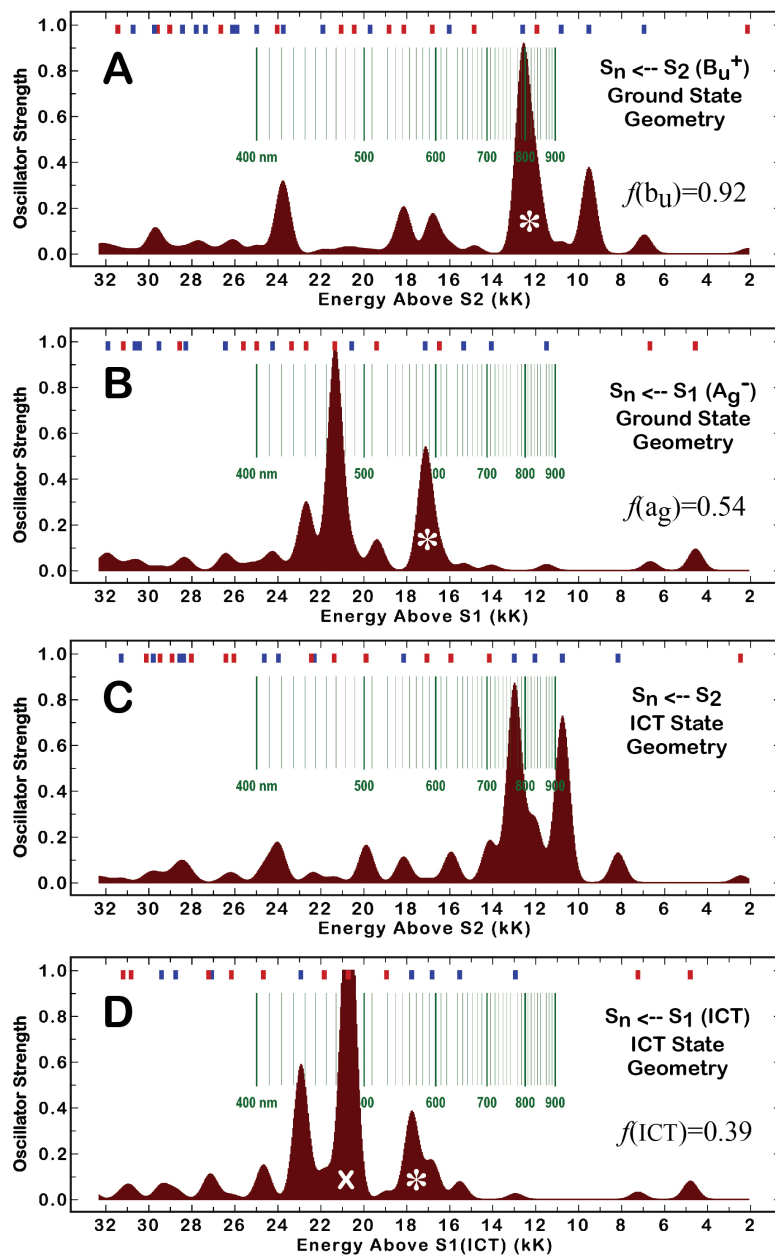 A
Oscillator Strength
1.0
0.8
0.6
0.4
0.2
0.0
Sn <-- S2 (Bu+)
Ground State
Geometry
f(bu)=0.92
400 nm 500 600 700 800 900
*
32 30 28 26 24 22 20 18 16 14 12 10 8 6 4 2
Energy Above S2 (kK)
B
Oscillator Strength
1.0
0.8
0.6
0.4
0.2
0.0
Sn <-- S1 (Ag-)
Ground State
Geometry
f(ag)=0.54
400 nm 500 600 700 800 900
*
32 30 28 26 24 22 20 18 16 14 12 10 8 6 4 2
Energy Above S1 (kK)
C
Oscillator Strength
1.0
0.8
0.6
0.4
0.2
0.0
Sn <-- S2
ICT State
Geometry
400 nm 500 600 700 800 900
32 30 28 26 24 22 20 18 16 14 12 10 8 6 4 2
Energy Above S2 (kK)
D
Oscillator Strength
1.0
0.8
0.6
0.4
0.2
0.0
Sn <-- S1 (ICT)
ICT State
Geometry
f(ICT)=0.39
400 nm 500 600 700 800 900
x *
32 30 28 26 24 22 20 18 16 14 12 10 8 6 4 2
Energy Above S1(ICT) (kK)